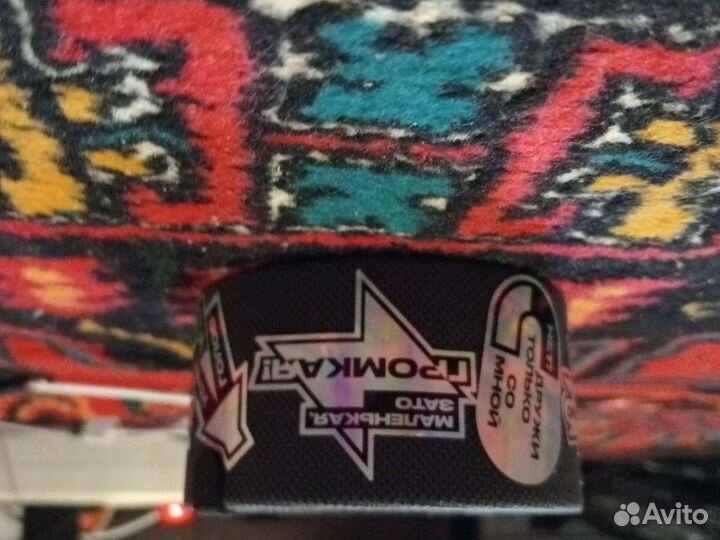 МАЛЕНЬКАЯ,
ЗАТО
ГРОМКАЯ!
ДРУЖИ
ТОЛЬКО
СО
МНОЙ
Avito